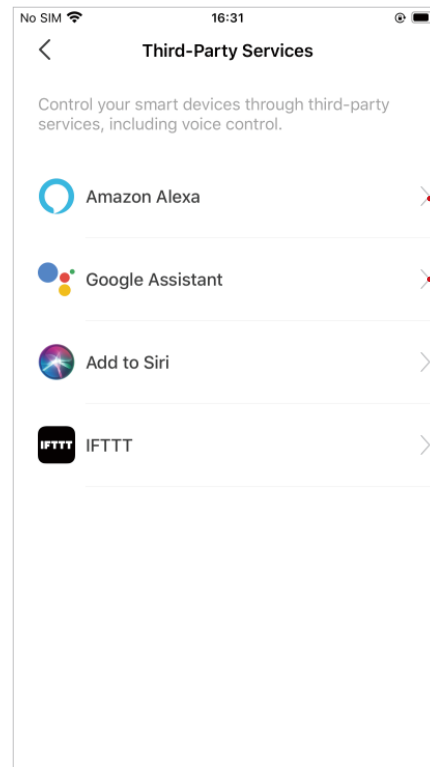 No SIM 16:31
Third-Party Services
Control your smart devices through third-party
services, including voice control.
Amazon Alexa
Google Assistant
Add to Siri
IFTTT IFTTT